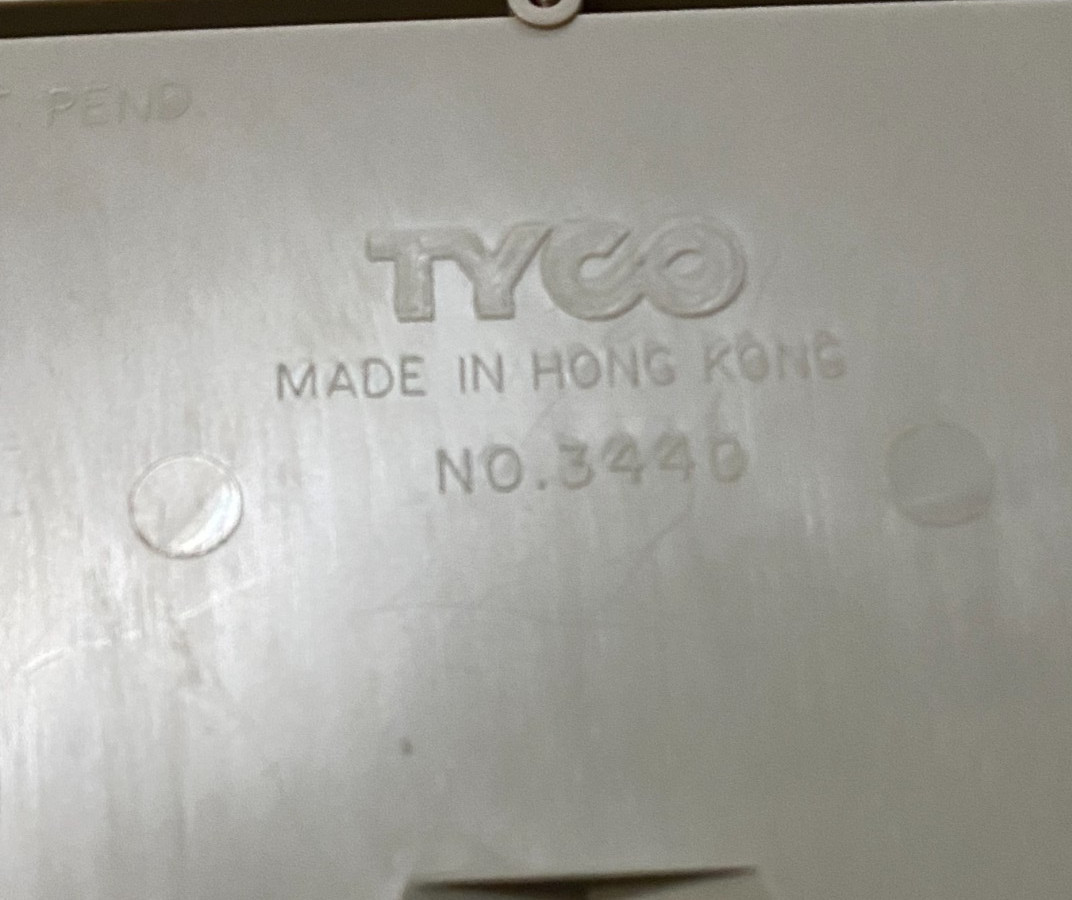 PEND.
TYCO
MADE IN HONG KONG
NO.3440